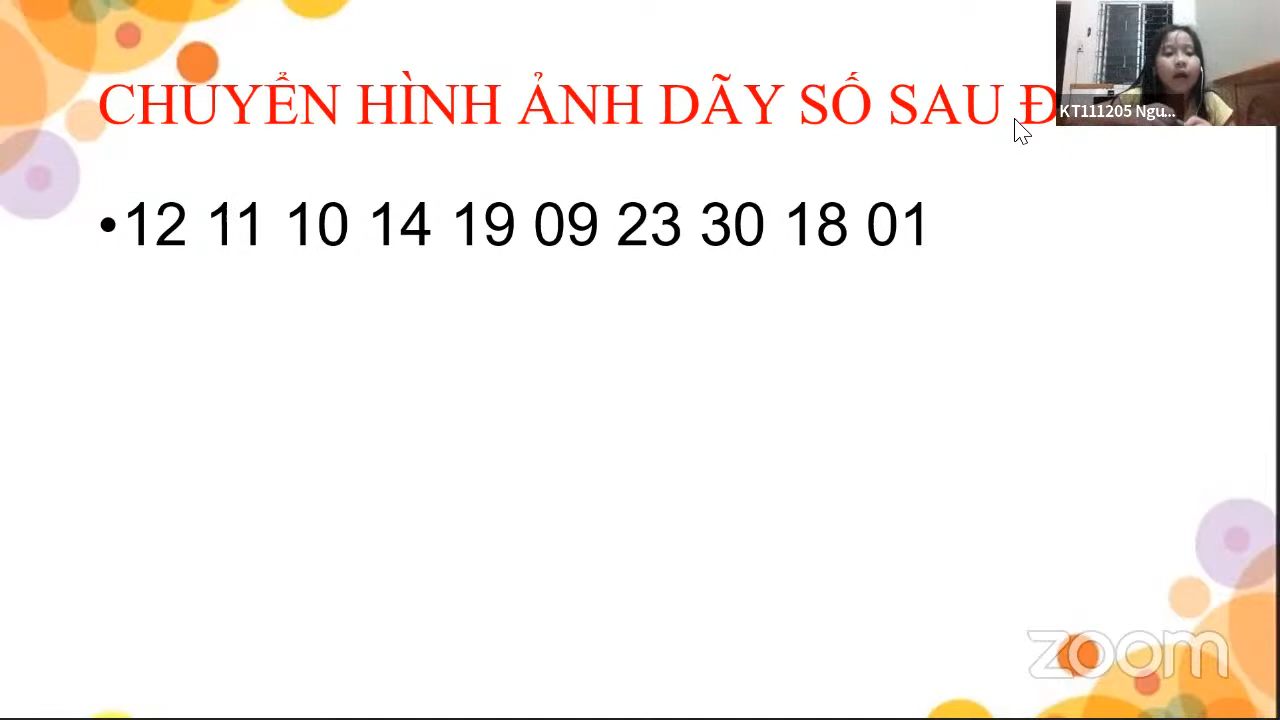 CHUYỂN HÌNH ẢNH DÃY SỐ SAU Đ
KT111205 Ngu...
•12 11 10 14 19 09 23 30 18 01
zoom